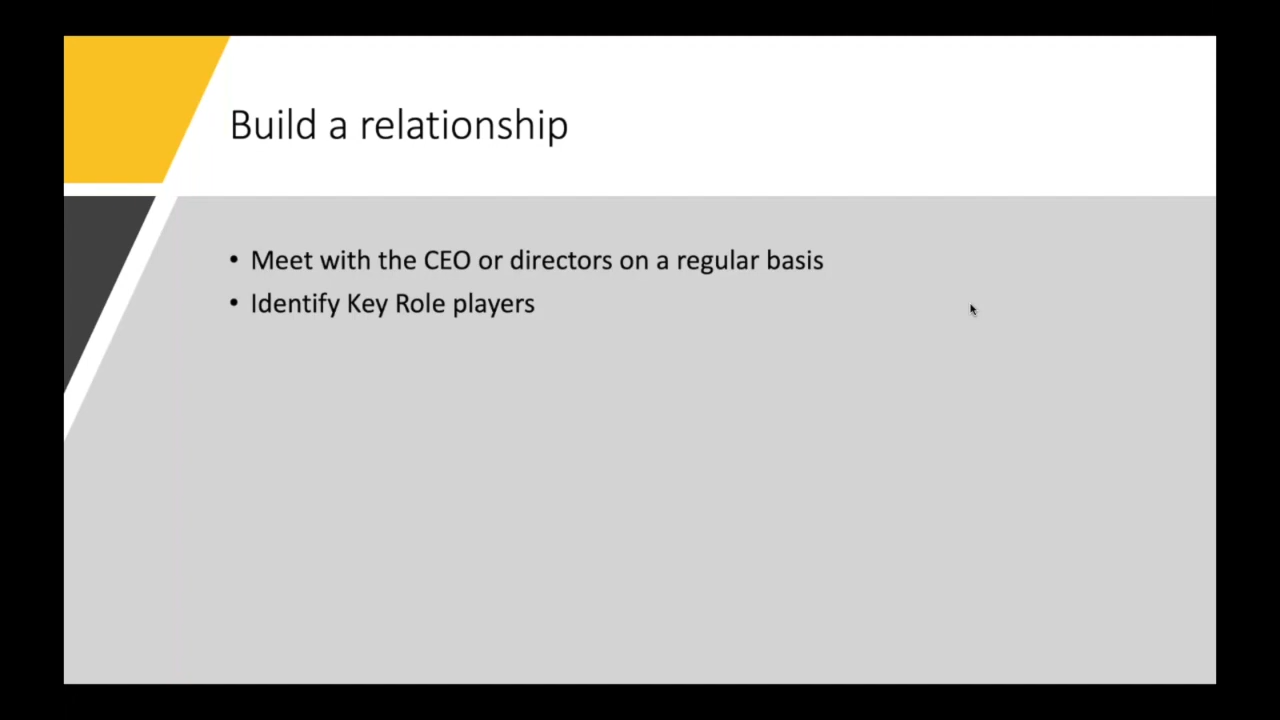 Build a relationship
• Meet with the CEO or directors on a regular basis
• Identify Key Role players